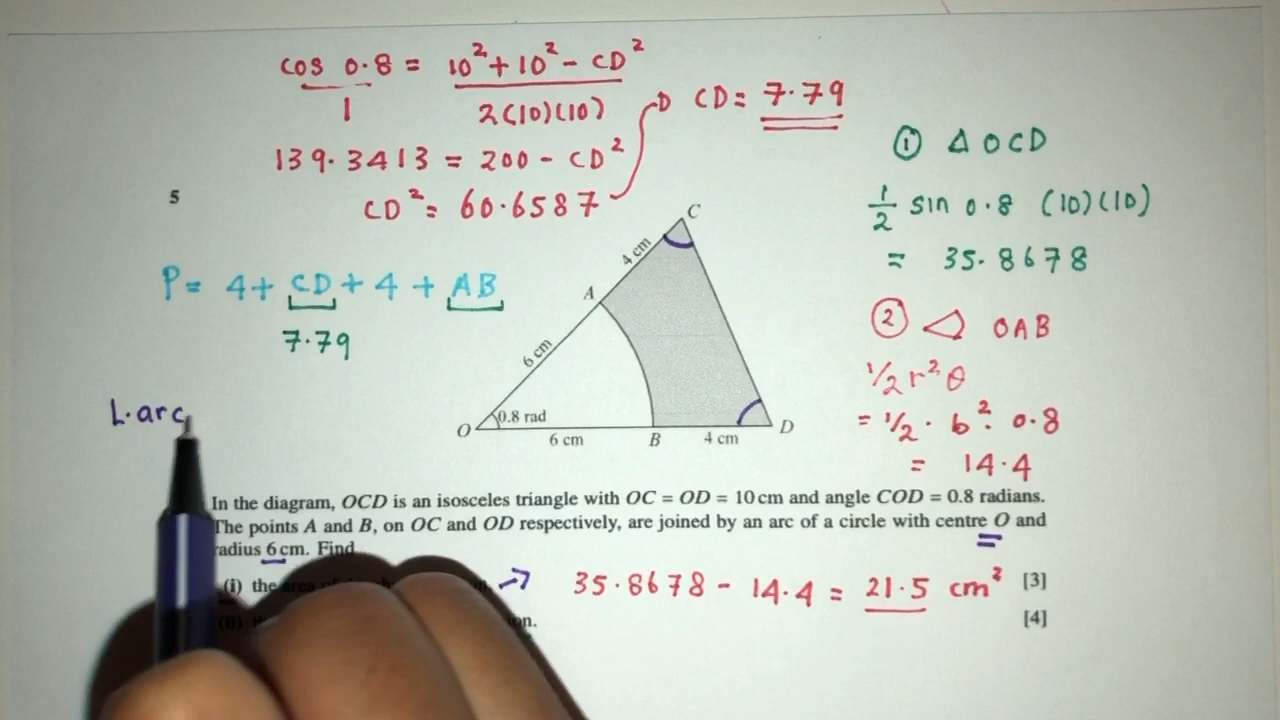 cos 0.8 = 10² + 10² - CD²
1 2(10)(10)
CD = 7.79
139.3413 = 200 - CD²
CD² = 60.6587
① △ OCD
1/2 sin 0.8 (10)(10)
= 35.8678
② OAB
1/2 r²θ
= 1/2 . 6² . 0.8
= 14.4
5
P = 4 + CD + 4 + AB
7.79
L.arc
C
4 cm
A
6 cm
O
0.8 rad
6 cm
B
4 cm
D
In the diagram, OCD is an isosceles triangle with OC = OD = 10 cm and angle COD = 0.8 radians.
The points A and B, on OC and OD respectively, are joined by an arc of a circle with centre O and
radius 6 cm. Find
(i) the area → 35.8678 - 14.4 = 21.5 cm² [3]
(ii) [4]